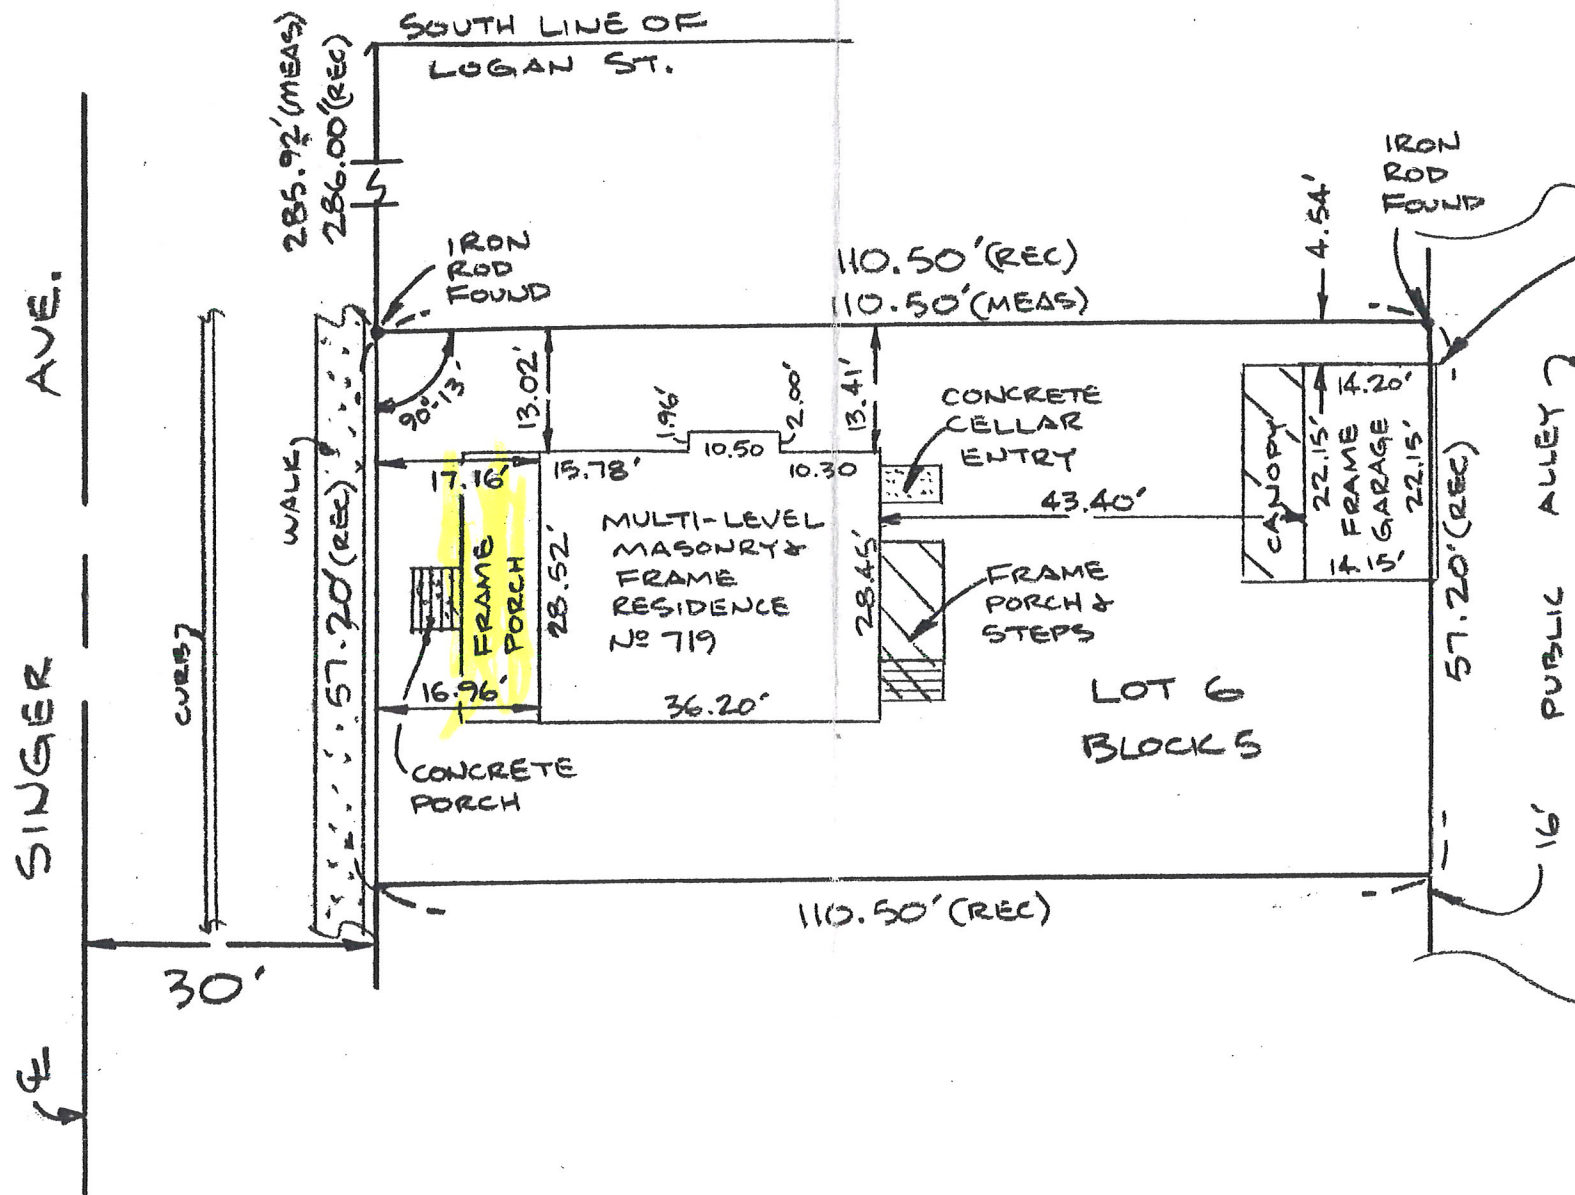 SOUTH LINE OF
LOGAN ST.
285.92'(MEAS)
286.00'(REC)
IRON
ROD
FOUND
IRON
ROD
FOUND
4.54'
110.50'(REC)
110.50'(MEAS)
90°-13'
13.02'
1.96'
2.00'
13.41'
10.50
15.78'
10.30
17.16'
CONCRETE
CELLAR
ENTRY
43.40'
CANOPY
14.20'
22.15'
FRAME
GARAGE
22.15'
14.15'
57.20'(REC)
PUBLIC ALLEY
16'
AVE.
SINGER
CURB
WALK
57.20'(REC)
FRAME
PORCH
28.52'
MULTI-LEVEL
MASONRY &
FRAME
RESIDENCE
Nº 719
28.45'
FRAME
PORCH &
STEPS
16.96'
36.20'
LOT 6
BLOCK 5
CONCRETE
PORCH
110.50'(REC)
30'
℄